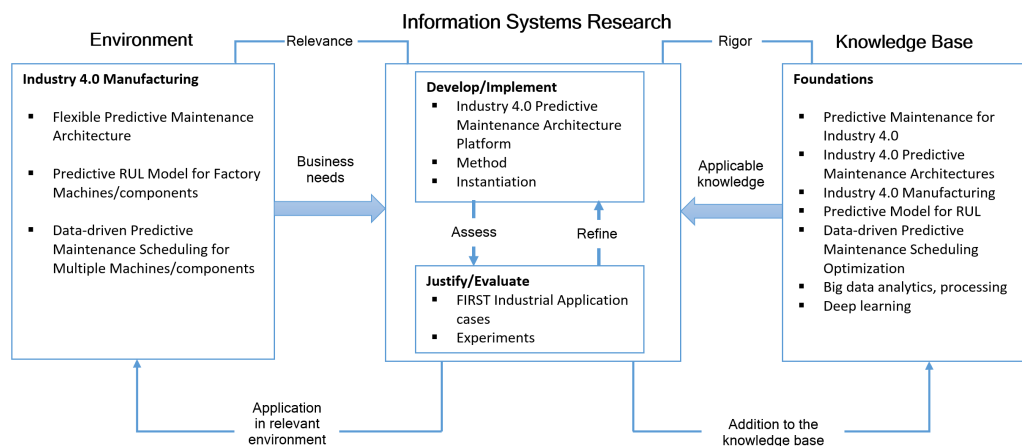 Information Systems Research
Environment
Relevance
Rigor
Knowledge Base
Industry 4.0 Manufacturing
▪ Flexible Predictive Maintenance
Architecture
▪ Predictive RUL Model for Factory
Machines/components
▪ Data-driven Predictive
Maintenance Scheduling for
Multiple Machines/components
Business
needs
Develop/Implement
▪ Industry 4.0 Predictive
Maintenance Architecture
Platform
▪ Method
▪ Instantiation
Assess
Refine
Justify/Evaluate
▪ FIRST Industrial Application
cases
▪ Experiments
Applicable
knowledge
Foundations
▪ Predictive Maintenance for
Industry 4.0
▪ Industry 4.0 Predictive
Maintenance Architectures
▪ Industry 4.0 Manufacturing
▪ Predictive Model for RUL
▪ Data-driven Predictive
Maintenance Scheduling
Optimization
▪ Big data analytics, processing
▪ Deep learning
Application
in relevant
environment
Addition to the
knowledge base